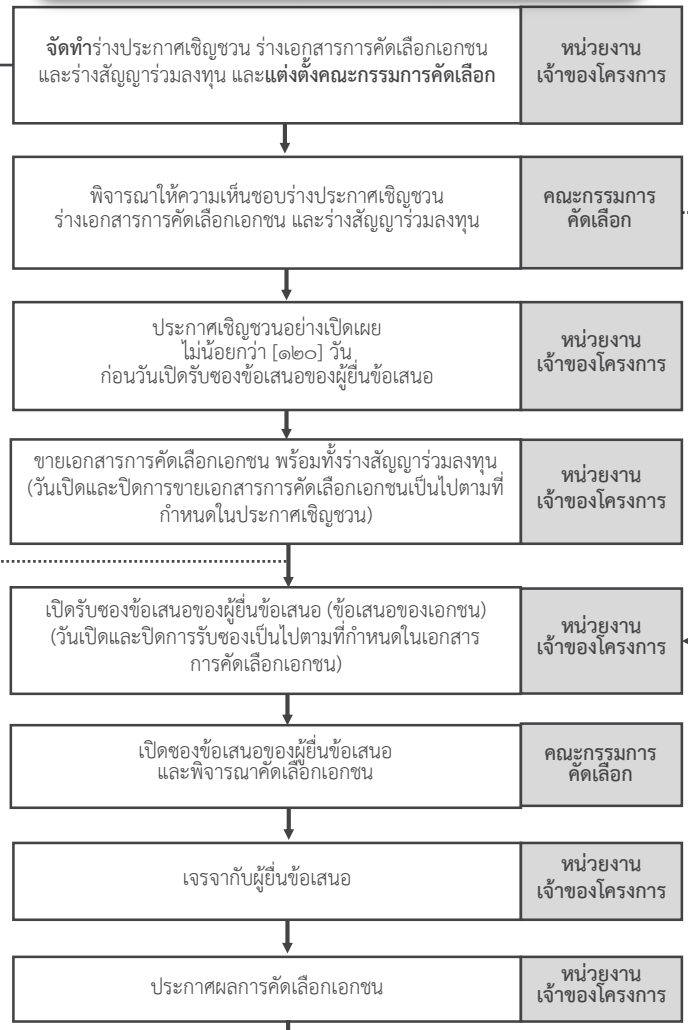 จัดทำร่างประกาศเชิญชวน ร่างเอกสารการคัดเลือกเอกชน
และร่างสัญญาร่วมลงทุน และแต่งตั้งคณะกรรมการคัดเลือก
หน่วยงาน
เจ้าของโครงการ
พิจารณาให้ความเห็นชอบร่างประกาศเชิญชวน
ร่างเอกสารการคัดเลือกเอกชน และร่างสัญญาร่วมลงทุน
คณะกรรมการ
คัดเลือก
ประกาศเชิญชวนอย่างเปิดเผย
ไม่น้อยกว่า [๑๒๐] วัน
ก่อนวันเปิดรับซองข้อเสนอของผู้ยื่นข้อเสนอ
หน่วยงาน
เจ้าของโครงการ
ขายเอกสารการคัดเลือกเอกชน พร้อมทั้งร่างสัญญาร่วมลงทุน
(วันเปิดและปิดการขายเอกสารการคัดเลือกเอกชนเป็นไปตามที่
กำหนดในประกาศเชิญชวน)
หน่วยงาน
เจ้าของโครงการ
เปิดรับซองข้อเสนอของผู้ยื่นข้อเสนอ (ข้อเสนอของเอกชน)
(วันเปิดและปิดการรับซองเป็นไปตามที่กำหนดในเอกสาร
การคัดเลือกเอกชน)
หน่วยงาน
เจ้าของโครงการ
เปิดซองข้อเสนอของผู้ยื่นข้อเสนอ
และพิจารณาคัดเลือกเอกชน
คณะกรรมการ
คัดเลือก
เจรจากับผู้ยื่นข้อเสนอ
หน่วยงาน
เจ้าของโครงการ
ประกาศผลการคัดเลือกเอกชน
หน่วยงาน
เจ้าของโครงการ